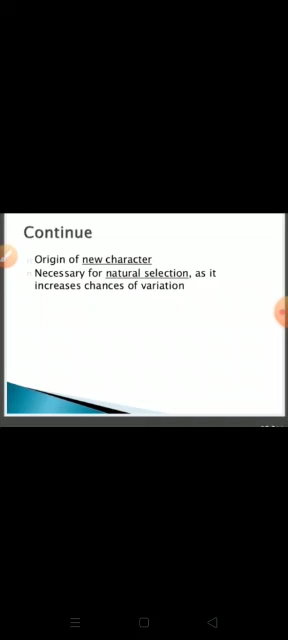 Continue
Origin of new character
Necessary for natural selection, as it
increases chances of variation